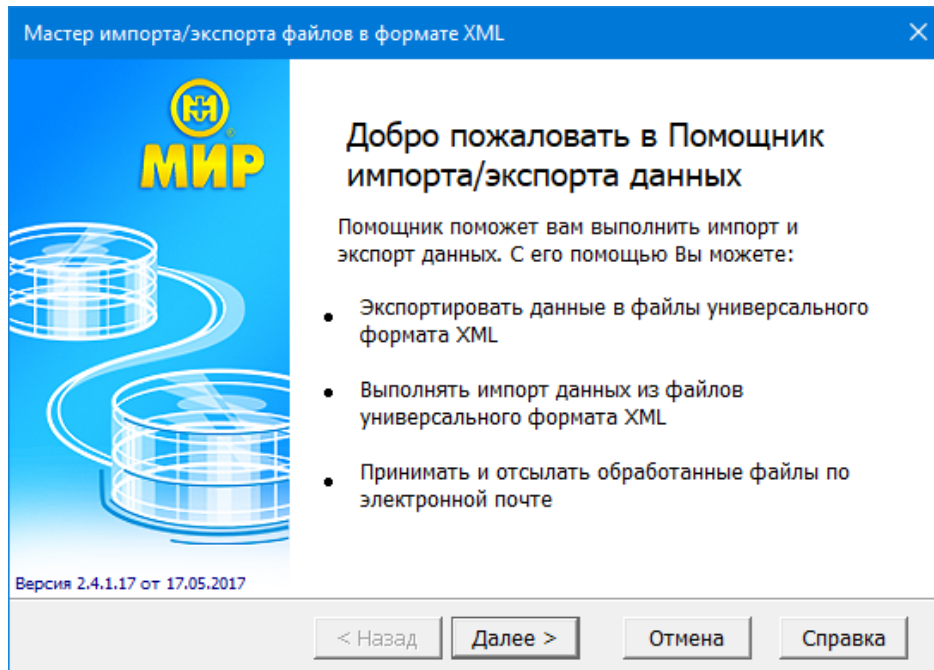 Мастер импорта/экспорта файлов в формате XML
МИР
®
Добро пожаловать в Помощник
импорта/экспорта данных
Помощник поможет вам выполнить импорт и
экспорт данных. С его помощью Вы можете:
• Экспортировать данные в файлы универсального
формата XML
• Выполнять импорт данных из файлов
универсального формата XML
• Принимать и отсылать обработанные файлы по
электронной почте
Версия 2.4.1.17 от 17.05.2017
< Назад
Далее >
Отмена
Справка